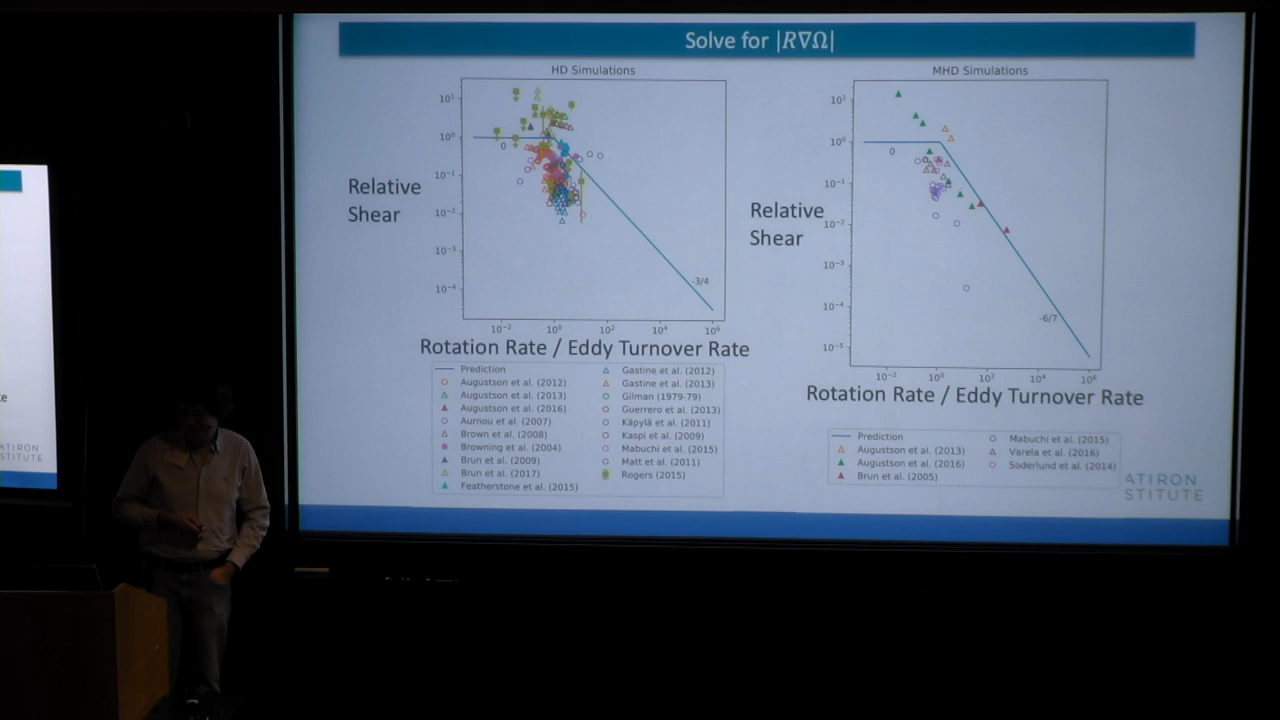 Solve for |R∇Ω|
HD Simulations
10¹
10⁰
10⁻¹
10⁻²
10⁻³
10⁻⁴
0
-3/4
Relative
Shear
10⁻² 10⁰ 10² 10⁴ 10⁶
Rotation Rate / Eddy Turnover Rate
Prediction
Augustson et al. (2012)
Augustson et al. (2013)
Augustson et al. (2016)
Aurnou et al. (2007)
Brown et al. (2008)
Browning et al. (2004)
Brun et al. (2009)
Brun et al. (2017)
Featherstone et al. (2015)
Gastine et al. (2012)
Gastine et al. (2013)
Gilman (1979-79)
Guerrero et al. (2013)
Käpylä et al. (2011)
Kaspi et al. (2009)
Mabuchi et al. (2015)
Matt et al. (2011)
Rogers (2015)
MHD Simulations
10¹
10⁰
10⁻¹
10⁻²
10⁻³
10⁻⁴
10⁻⁵
0
-6/7
Relative
Shear
10⁻² 10⁰ 10² 10⁴ 10⁶
Rotation Rate / Eddy Turnover Rate
Prediction
Augustson et al. (2013)
Augustson et al. (2016)
Brun et al. (2005)
Mabuchi et al. (2015)
Varela et al. (2016)
Soderlund et al. (2014)
ATIRON
STITUTE
ATIRON
STITUTE